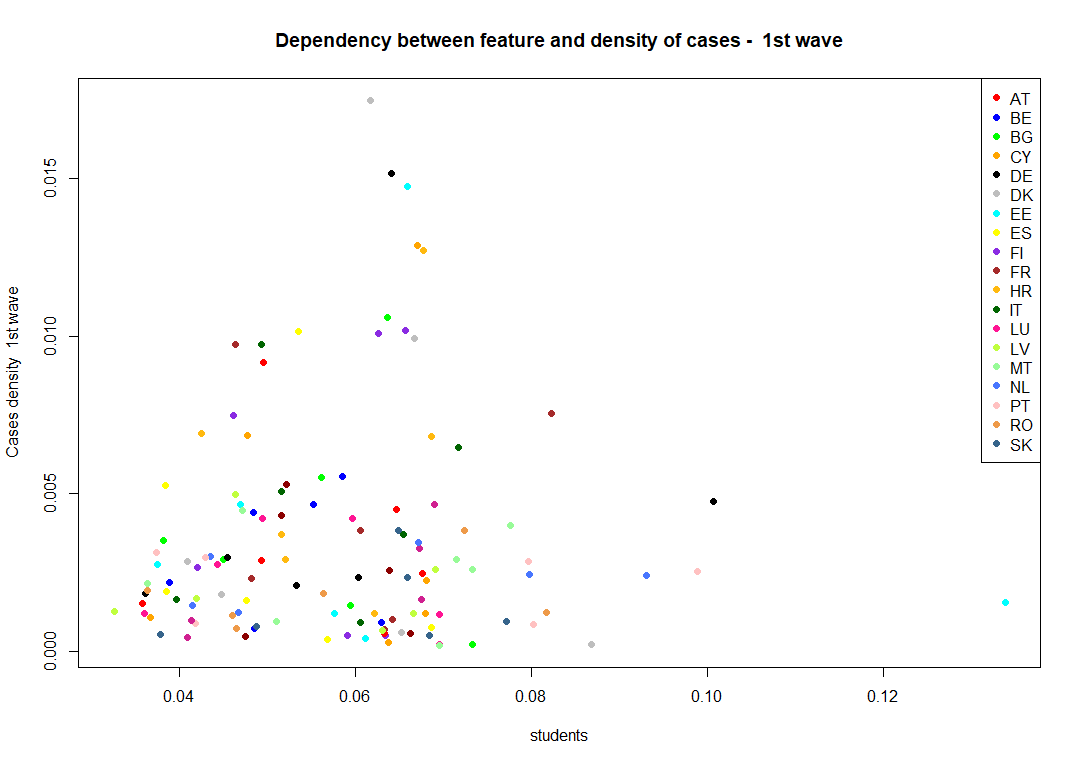 Dependency between feature and density of cases -  1st wave
Cases density  1st wave
0.015
0.010
0.005
0.000
0.04
0.06
0.08
0.10
0.12
students
AT
BE
BG
CY
DE
DK
EE
ES
FI
FR
HR
IT
LU
LV
MT
NL
PT
RO
SK